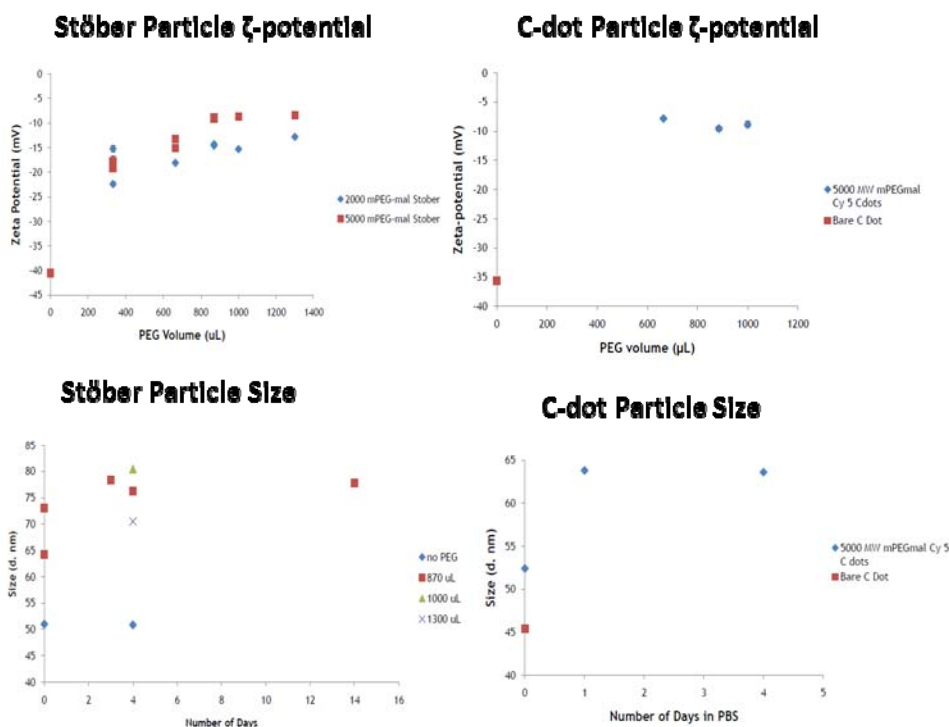 Stöber Particle ζ-potential
0
-5
-10
-15
-20
-25
-30
-35
-40
-45
Zeta Potential (mV)
0 200 400 600 800 1000 1200 1400
PEG Volume (uL)
2000 mPEG-mal Stober
5000 mPEG-mal Stober
C-dot Particle ζ-potential
0
-5
-10
-15
-20
-25
-30
-35
-40
Zeta-potential (mV)
0 200 400 600 800 1000 1200
PEG volume (μL)
5000 MW mPEGmal
Cy 5 Cdots
Bare C Dot
Stöber Particle Size
85
80
75
70
65
60
55
50
45
40
Size (d. nm)
0 2 4 6 8 10 12 14 16
Number of Days
no PEG
870 uL
1000 uL
1300 uL
C-dot Particle Size
65
60
55
50
45
40
Size (d. nm)
0 1 2 3 4 5
Number of Days in PBS
5000 MW mPEGmal Cy 5
C dots
Bare C Dot